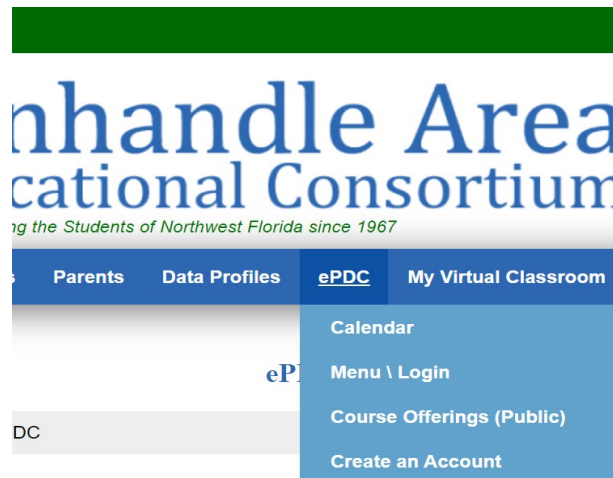 nhandle Area
cational Consortium
ng the Students of Northwest Florida since 1967
s Parents Data Profiles ePDC My Virtual Classroom
Calendar
ePD Menu \ Login
Course Offerings (Public)
DC
Create an Account